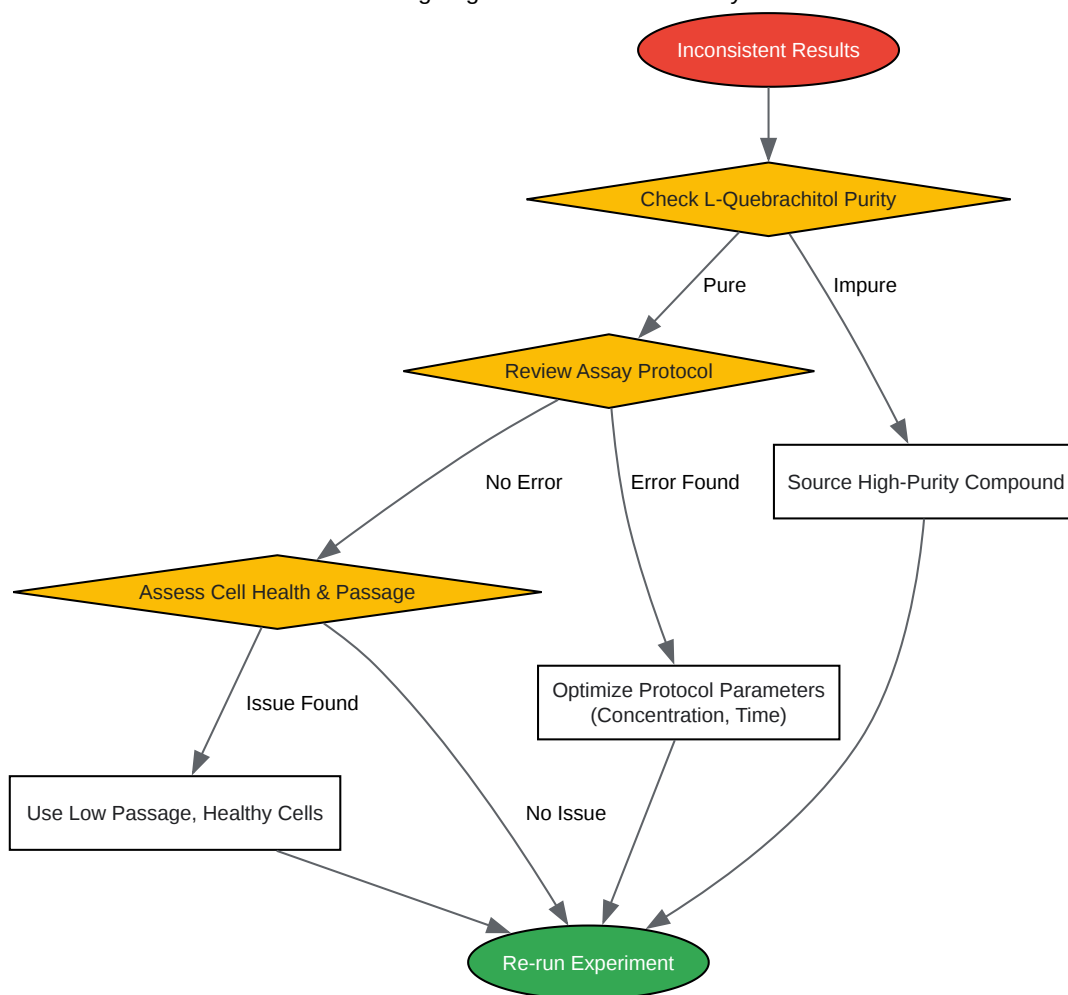 Inconsistent Results
Check L-Quebrachitol Purity
Pure
Impure
Review Assay Protocol
No Error
Error Found
Source High-Purity Compound
Assess Cell Health & Passage
Issue Found
Optimize Protocol Parameters
(Concentration, Time)
No Issue
Use Low Passage, Healthy Cells
Re-run Experiment